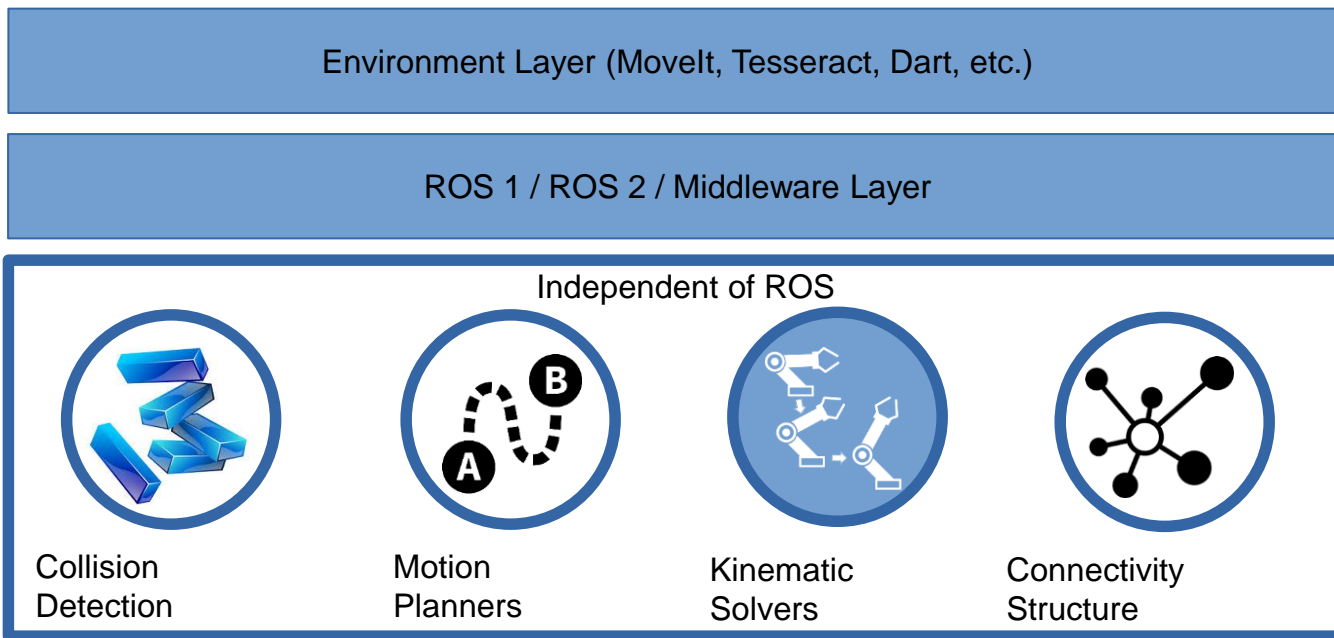 Environment Layer (MoveIt, Tesseract, Dart, etc.)
ROS 1 / ROS 2 / Middleware Layer
Independent of ROS
A
B
Collision
Detection
Motion
Planners
Kinematic
Solvers
Connectivity
Structure